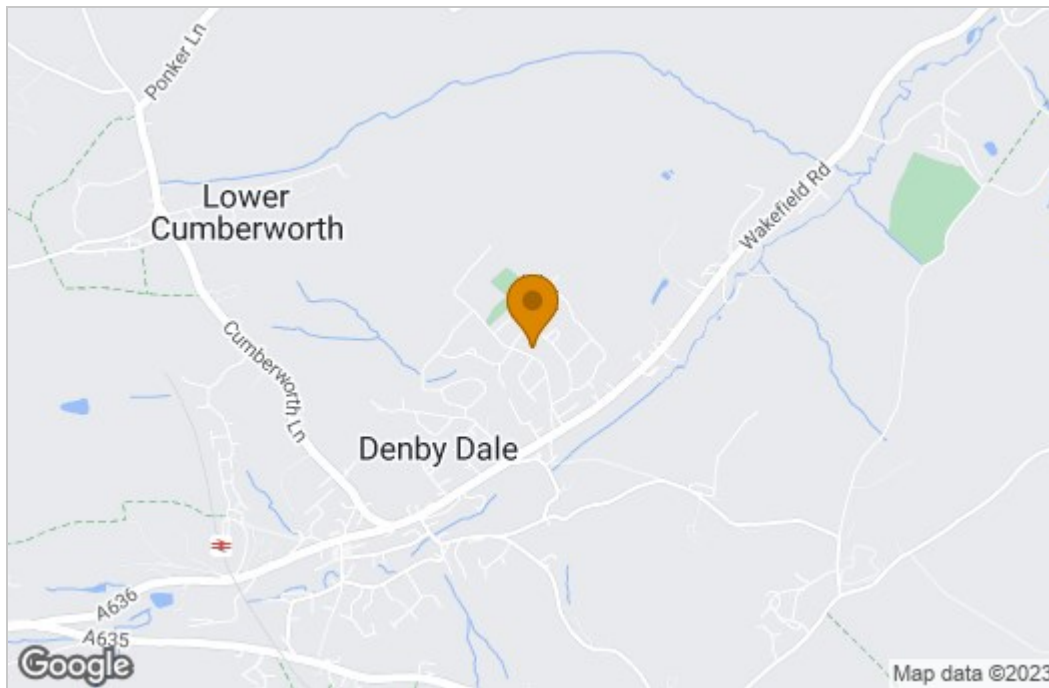 Ponker Ln
Lower
Cumberworth
Wakefield Rd
Cumberworth Ln
Denby Dale
A636
A635
Google
Map data ©2023